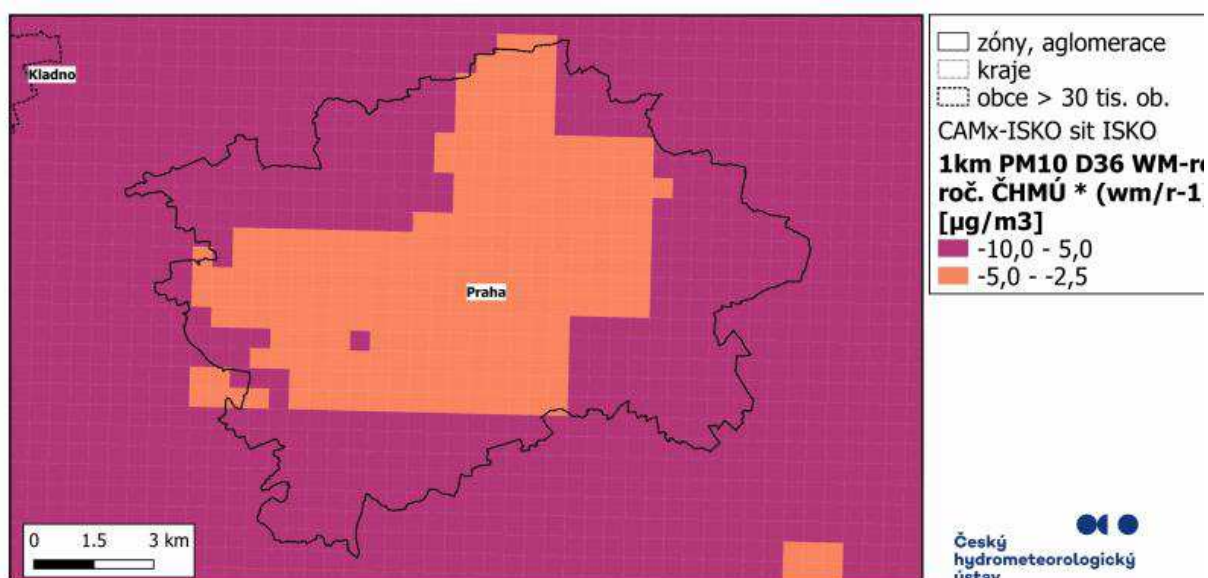 Kladno
Praha
0 1.5 3 km
zóny, aglomerace
kraje
obce > 30 tis. ob.
CAMx-ISKO sit ISKO
1km PM10 D36 WM-r
roč. ČHMÚ * (wm/r-1
[µg/m3]
-10,0 - 5,0
-5,0 - -2,5
Český
hydrometeorologický
ústav